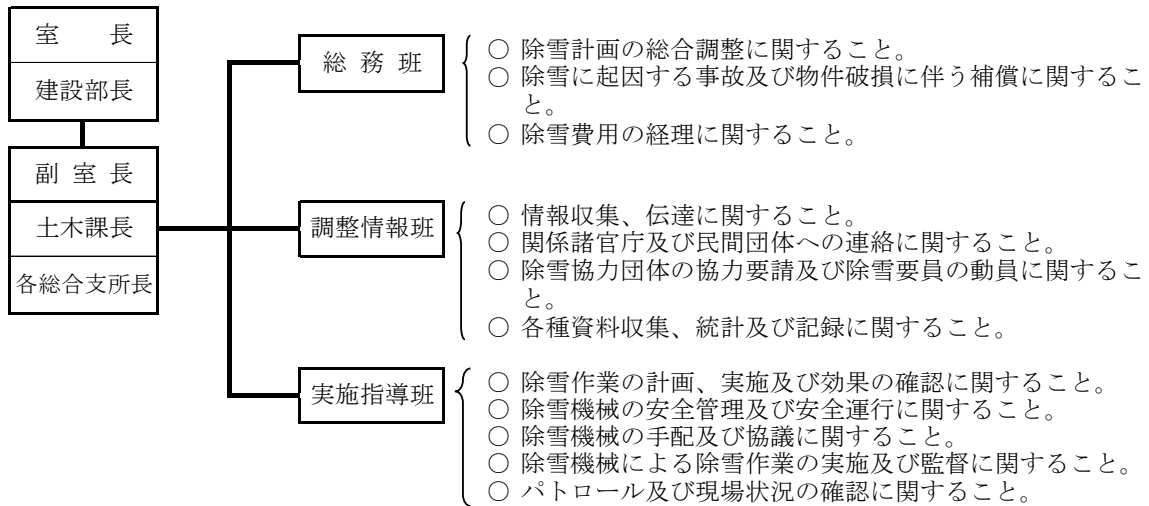 室　　長
建設部長
副 室 長
土木課長
各総合支所長
総 務 班
○ 除雪計画の総合調整に関すること。
○ 除雪に起因する事故及び物件破損に伴う補償に関するこ
と。
○ 除雪費用の経理に関すること。
調整情報班
○ 情報収集、伝達に関すること。
○ 関係諸官庁及び民間団体への連絡に関すること。
○ 除雪協力団体の協力要請及び除雪要員の動員に関するこ
と。
○ 各種資料収集、統計及び記録に関すること。
実施指導班
○ 除雪作業の計画、実施及び効果の確認に関すること。
○ 除雪機械の安全管理及び安全運行に関すること。
○ 除雪機械の手配及び協議に関すること。
○ 除雪機械による除雪作業の実施及び監督に関すること。
○ パトロール及び現場状況の確認に関すること。